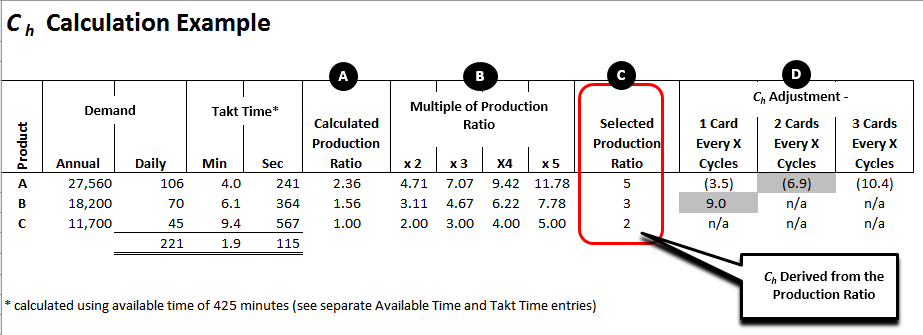 C h Calculation Example
A B C D
Demand Takt Time* Multiple of Production Ratio Ch Adjustment -
Product Annual Daily Min Sec Calculated Production Ratio x 2 x 3 X4 x 5 Selected Production Ratio 1 Card Every X Cycles 2 Cards Every X Cycles 3 Cards Every X Cycles
A 27,560 106 4.0 241 2.36 4.71 7.07 9.42 11.78 5 (3.5) (6.9) (10.4)
B 18,200 70 6.1 364 1.56 3.11 4.67 6.22 7.78 3 9.0 n/a n/a
C 11,700 45 9.4 567 1.00 2.00 3.00 4.00 5.00 2 n/a n/a n/a
221 1.9 115
Ch Derived from the
Production Ratio
* calculated using available time of 425 minutes (see separate Available Time and Takt Time entries)